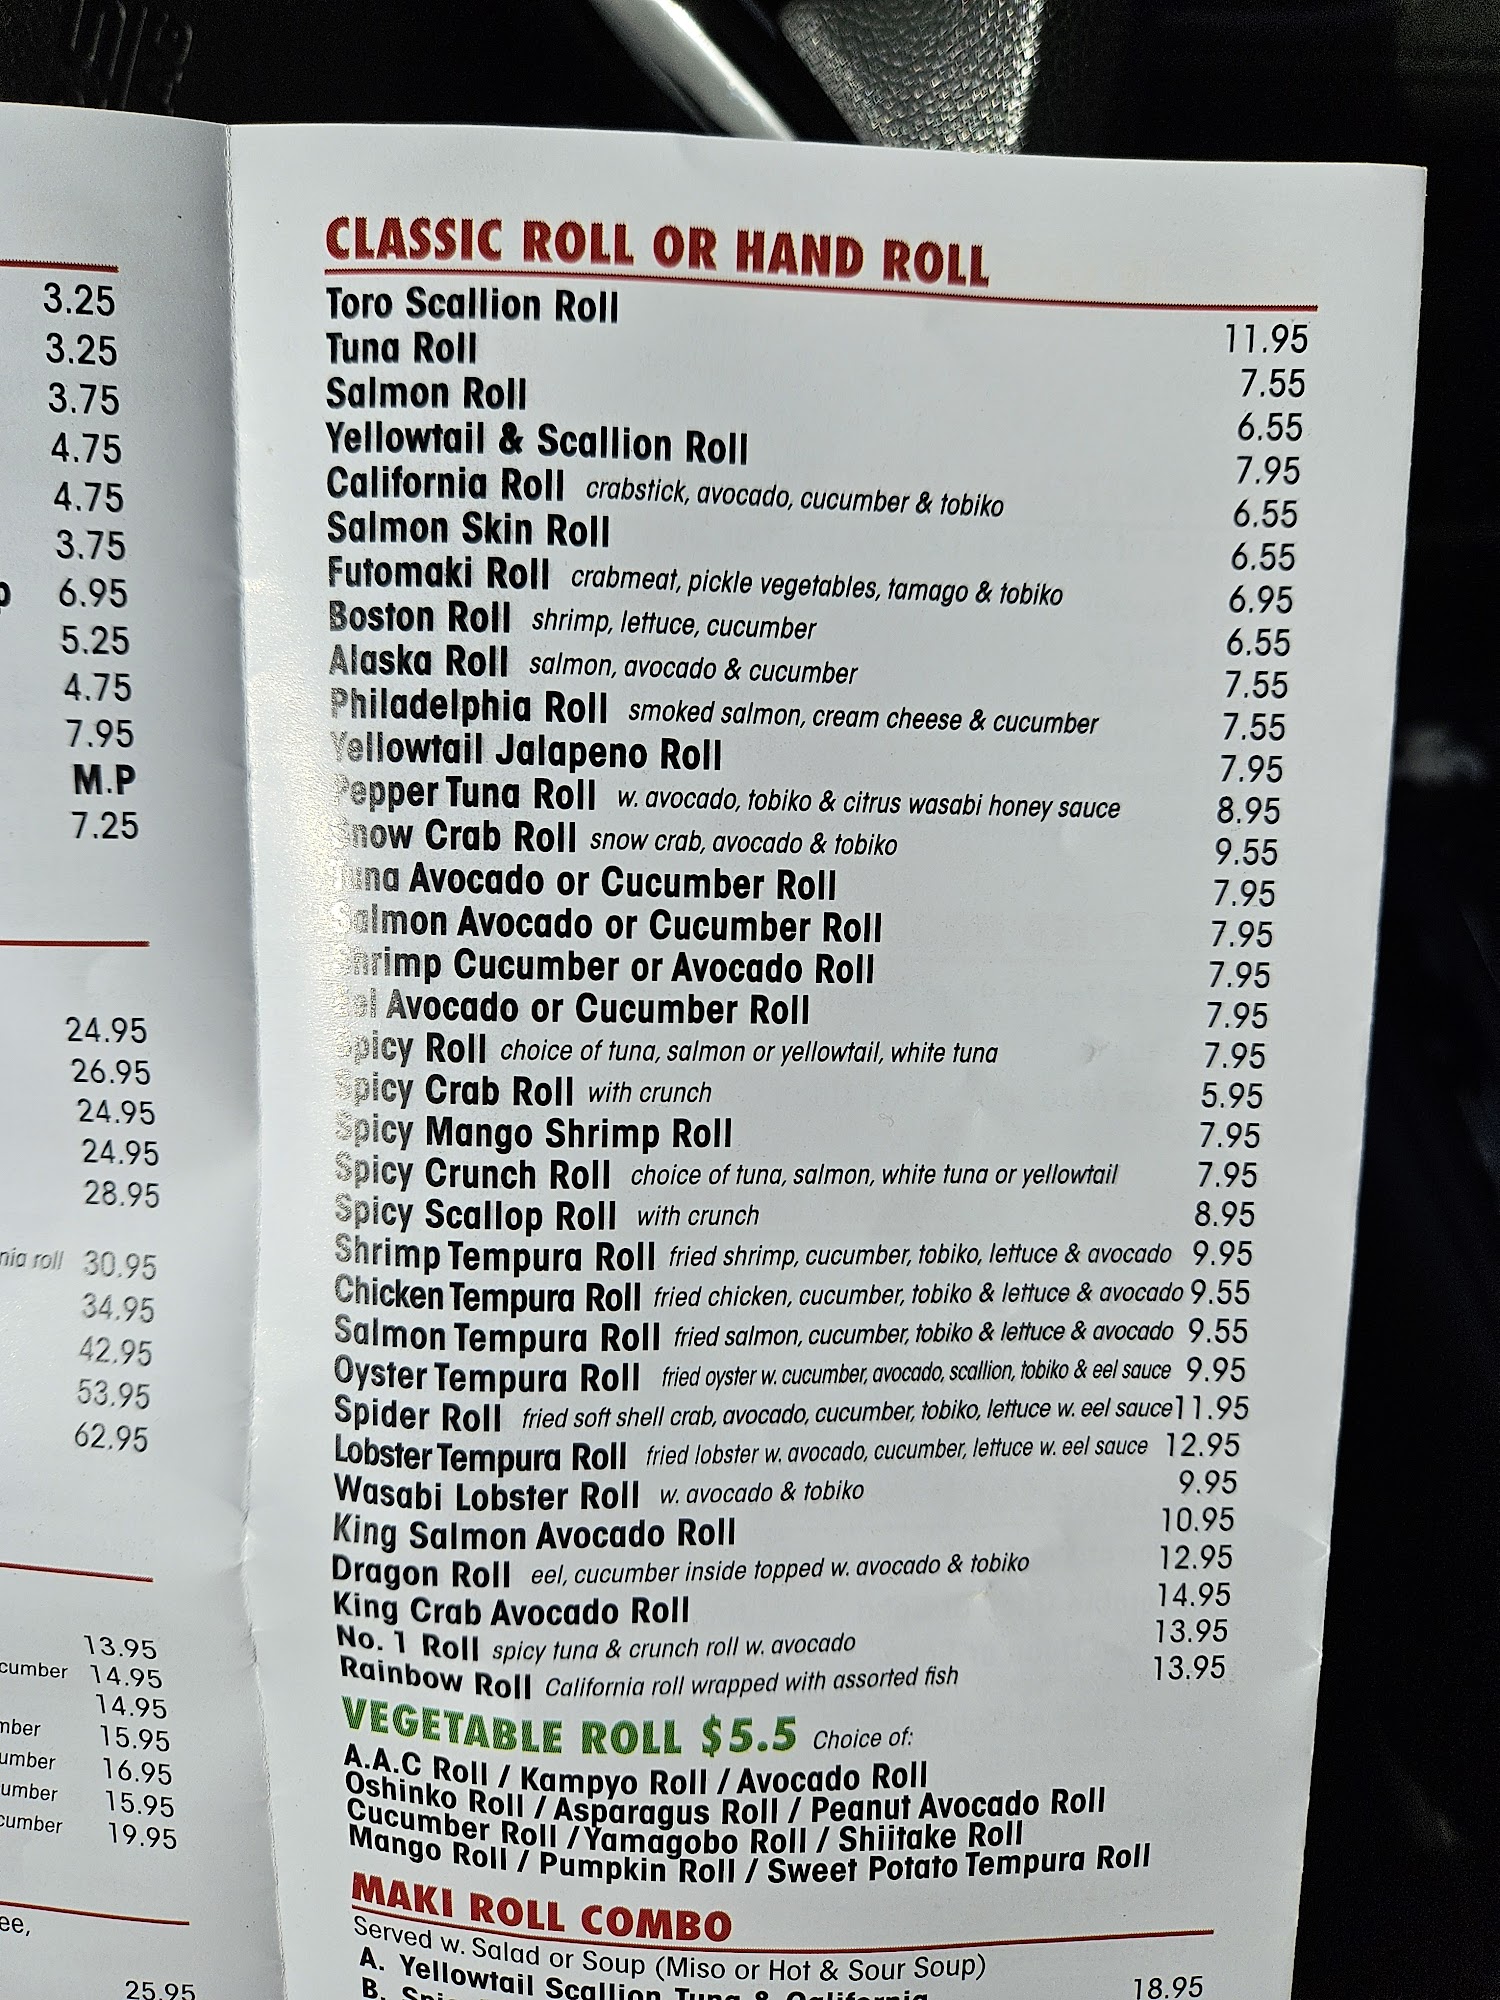 3.25
3.25
3.75
4.75
4.75
3.75
6.95
5.25
4.75
7.95
M.P
7.25
24.95
26.95
24.95
24.95
28.95
roll 30.95
34.95
42.95
53.95
62.95
13.95
14.95
14.95
15.95
16.95
15.95
19.95
25.95
CLASSIC ROLL OR HAND ROLL
Toro Scallion Roll 11.95
Tuna Roll 7.55
Salmon Roll 6.55
Yellowtail & Scallion Roll 7.95
California Roll crabstick, avocado, cucumber & tobiko 6.55
Salmon Skin Roll 6.55
Futomaki Roll crabmeat, pickle vegetables, tamago & tobiko 6.95
Boston Roll shrimp, lettuce, cucumber 6.55
Alaska Roll salmon, avocado & cucumber 7.55
Philadelphia Roll smoked salmon, cream cheese & cucumber 7.55
Yellowtail Jalapeno Roll 7.95
Pepper Tuna Roll w. avocado, tobiko & citrus wasabi honey sauce 8.95
Snow Crab Roll snow crab, avocado & tobiko 9.55
Tuna Avocado or Cucumber Roll 7.95
Salmon Avocado or Cucumber Roll 7.95
Shrimp Cucumber or Avocado Roll 7.95
Eel Avocado or Cucumber Roll 7.95
Spicy Roll choice of tuna, salmon or yellowtail, white tuna 7.95
Spicy Crab Roll with crunch 5.95
Spicy Mango Shrimp Roll 7.95
Spicy Crunch Roll choice of tuna, salmon, white tuna or yellowtail 7.95
Spicy Scallop Roll with crunch 8.95
Shrimp Tempura Roll fried shrimp, cucumber, tobiko, lettuce & avocado 9.95
Chicken Tempura Roll fried chicken, cucumber, tobiko & lettuce & avocado 9.55
Salmon Tempura Roll fried salmon, cucumber, tobiko & lettuce & avocado 9.55
Oyster Tempura Roll fried oyster w. cucumber, avocado, scallion, tobiko & eel sauce 9.95
Spider Roll fried soft shell crab, avocado, cucumber, tobiko, lettuce w. eel sauce 11.95
Lobster Tempura Roll fried lobster w. avocado, cucumber, lettuce w. eel sauce 12.95
Wasabi Lobster Roll w. avocado & tobiko 9.95
King Salmon Avocado Roll 10.95
Dragon Roll eel, cucumber inside topped w. avocado & tobiko 12.95
King Crab Avocado Roll 14.95
No. 1 Roll spicy tuna & crunch roll w. avocado 13.95
Rainbow Roll California roll wrapped with assorted fish 13.95
VEGETABLE ROLL $5.5 Choice of:
A.A.C Roll / Kampyo Roll / Avocado Roll
Oshinko Roll / Asparagus Roll / Peanut Avocado Roll
Cucumber Roll / Yamagobo Roll / Shiitake Roll
Mango Roll / Pumpkin Roll / Sweet Potato Tempura Roll
MAKI ROLL COMBO
Served w. Salad or Soup (Miso or Hot & Sour Soup)
A. Yellowtail Scallion Tuna & California 18.95
B.